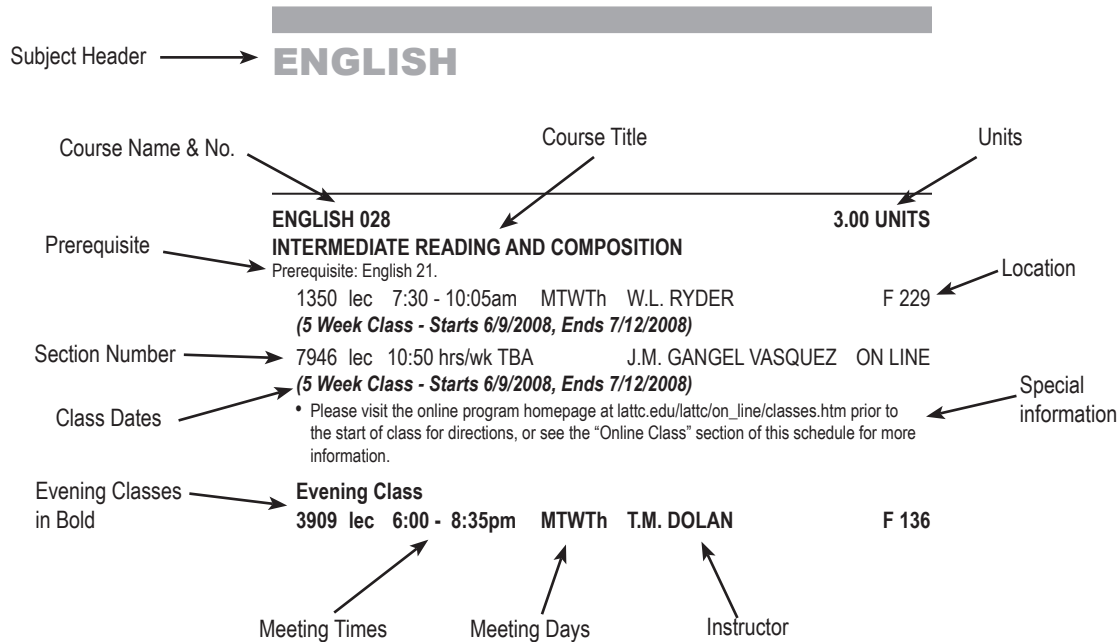 Subject Header
ENGLISH
Course Name & No.
Course Title
Units
ENGLISH 028 3.00 UNITS
Prerequisite
INTERMEDIATE READING AND COMPOSITION
Prerequisite: English 21.
Location
1350 lec 7:30 - 10:05am MTWTh W.L. RYDER F 229
(5 Week Class - Starts 6/9/2008, Ends 7/12/2008)
Section Number
7946 lec 10:50 hrs/wk TBA J.M. GANGEL VASQUEZ ON LINE
(5 Week Class - Starts 6/9/2008, Ends 7/12/2008)
Class Dates
• Please visit the online program homepage at lattc.edu/lattc/on_line/classes.htm prior to
the start of class for directions, or see the “Online Class” section of this schedule for more
information.
Special
information
Evening Classes
in Bold
Evening Class
3909 lec 6:00 - 8:35pm MTWTh T.M. DOLAN F 136
Meeting Times
Meeting Days
Instructor